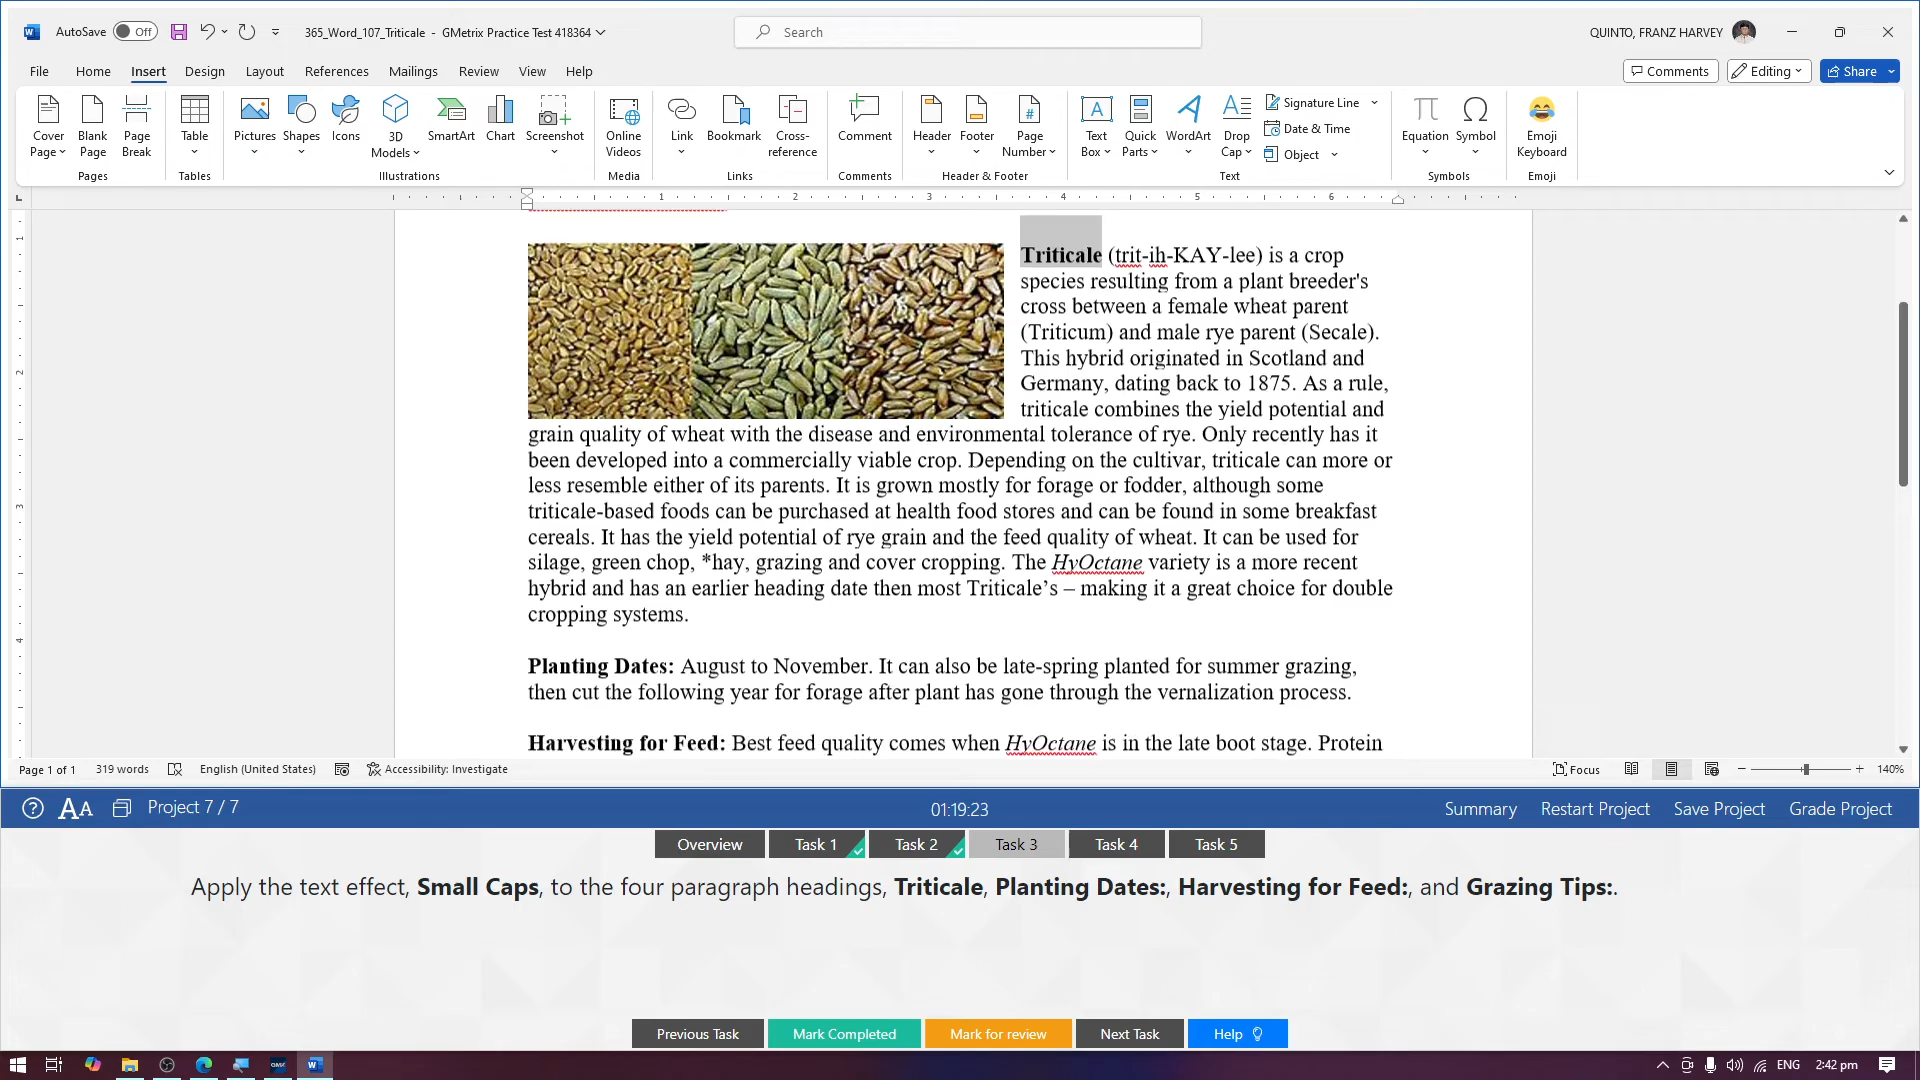 AutoSave Off 365_Word_107_Triticale - GMetrix Practice Test 418364 Search QUINTO, FRANZ HARVEY
File Home Insert Design Layout References Mailings Review View Help Comments Editing Share
Cover Page Blank Page Page Break Table Pictures Shapes Icons 3D Models SmartArt Chart Screenshot Online Videos Link Bookmark Cross-reference Comment Header Footer Page Number Text Box Quick Parts WordArt Drop Cap Signature Line Date & Time Object Equation Symbol Emoji Keyboard
Pages Tables Illustrations Media Links Comments Header & Footer Text Symbols Emoji
1 2 3 4 5 6
Triticale (trit-ih-KAY-lee) is a crop
species resulting from a plant breeder's
cross between a female wheat parent
(Triticum) and male rye parent (Secale).
This hybrid originated in Scotland and
Germany, dating back to 1875. As a rule,
triticale combines the yield potential and
grain quality of wheat with the disease and environmental tolerance of rye. Only recently has it
been developed into a commercially viable crop. Depending on the cultivar, triticale can more or
less resemble either of its parents. It is grown mostly for forage or fodder, although some
triticale-based foods can be purchased at health food stores and can be found in some breakfast
cereals. It has the yield potential of rye grain and the feed quality of wheat. It can be used for
silage, green chop, *hay, grazing and cover cropping. The HyOctane variety is a more recent
hybrid and has an earlier heading date then most Triticale’s – making it a great choice for double
cropping systems.
Planting Dates: August to November. It can also be late-spring planted for summer grazing,
then cut the following year for forage after plant has gone through the vernalization process.
Harvesting for Feed: Best feed quality comes when HyOctane is in the late boot stage. Protein
1
2
3
4
Page 1 of 1 319 words English (United States) Accessibility: Investigate Focus 140%
Project 7 / 7 01:19:23 Summary Restart Project Save Project Grade Project
Overview Task 1 Task 2 Task 3 Task 4 Task 5
Apply the text effect, Small Caps, to the four paragraph headings, Triticale, Planting Dates:, Harvesting for Feed:, and Grazing Tips:.
Previous Task Mark Completed Mark for review Next Task Help
ENG 2:42 pm